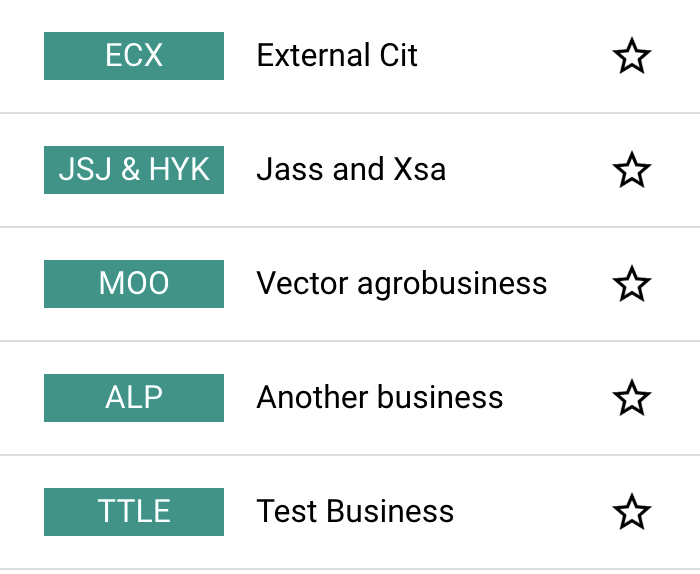 ECX External Cit
JSJ & HYK Jass and Xsa
MOO Vector agrobusiness
ALP Another business
TTLE Test Business